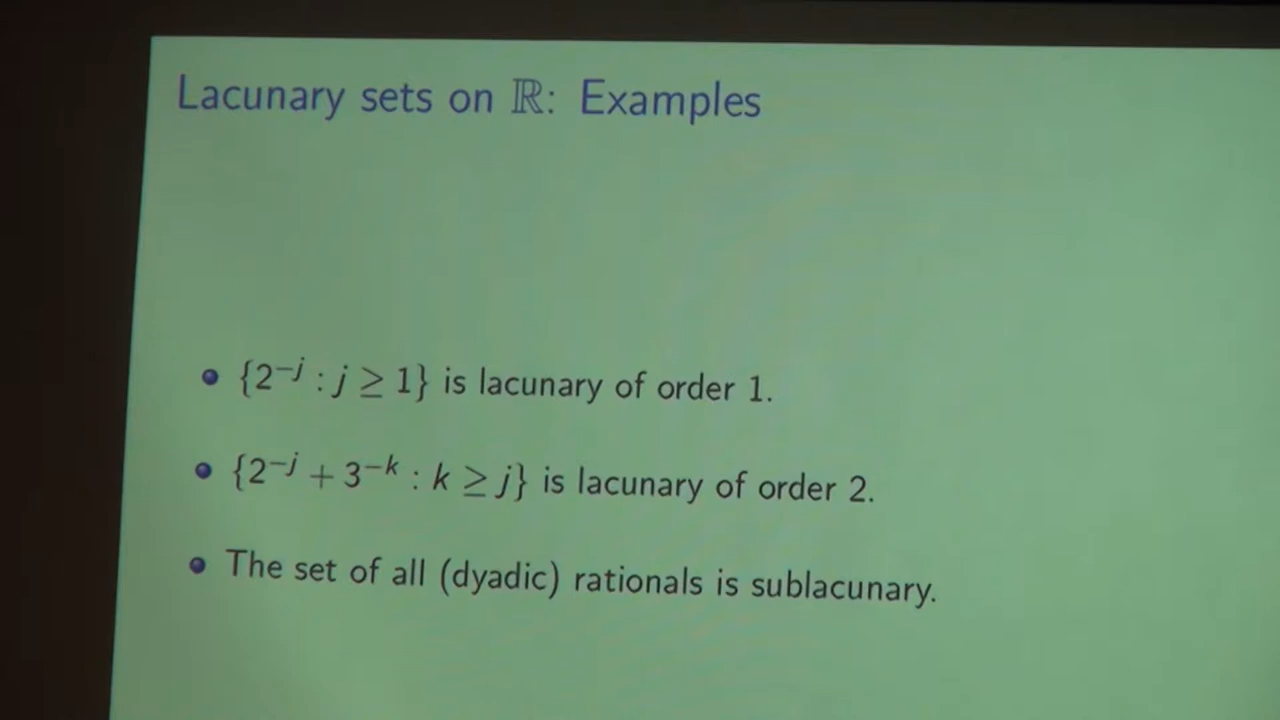 Lacunary sets on ℝ: Examples
• {2⁻ʲ : j ≥ 1} is lacunary of order 1.
• {2⁻ʲ + 3⁻ᵏ : k ≥ j} is lacunary of order 2.
• The set of all (dyadic) rationals is sublacunary.